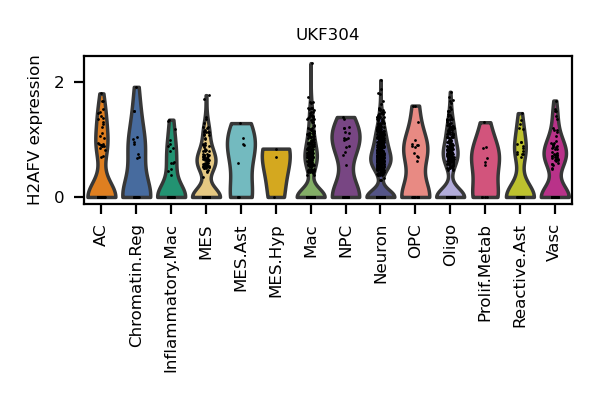 UKF304
H2AFV expression
2
0
AC
Chromatin.Reg
Inflammatory.Mac
MES
MES.Ast
MES.Hyp
Mac
NPC
Neuron
OPC
Oligo
Prolif.Metab
Reactive.Ast
Vasc